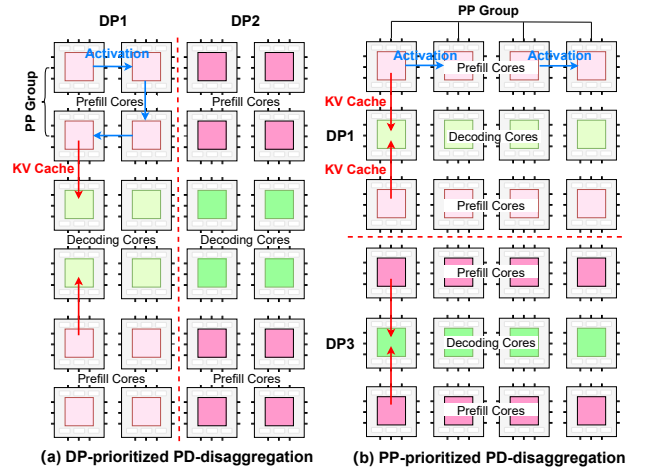 DP1
DP2
Activation
PP Group
Prefill Cores
Prefill Cores
KV Cache
Decoding Cores
Decoding Cores
Prefill Cores
Prefill Cores
(a) DP-prioritized PD-disaggregation
PP Group
Activation
Activation
Prefill Cores
KV Cache
DP1
Decoding Cores
KV Cache
Prefill Cores
Prefill Cores
DP3
Decoding Cores
Prefill Cores
(b) PP-prioritized PD-disaggregation